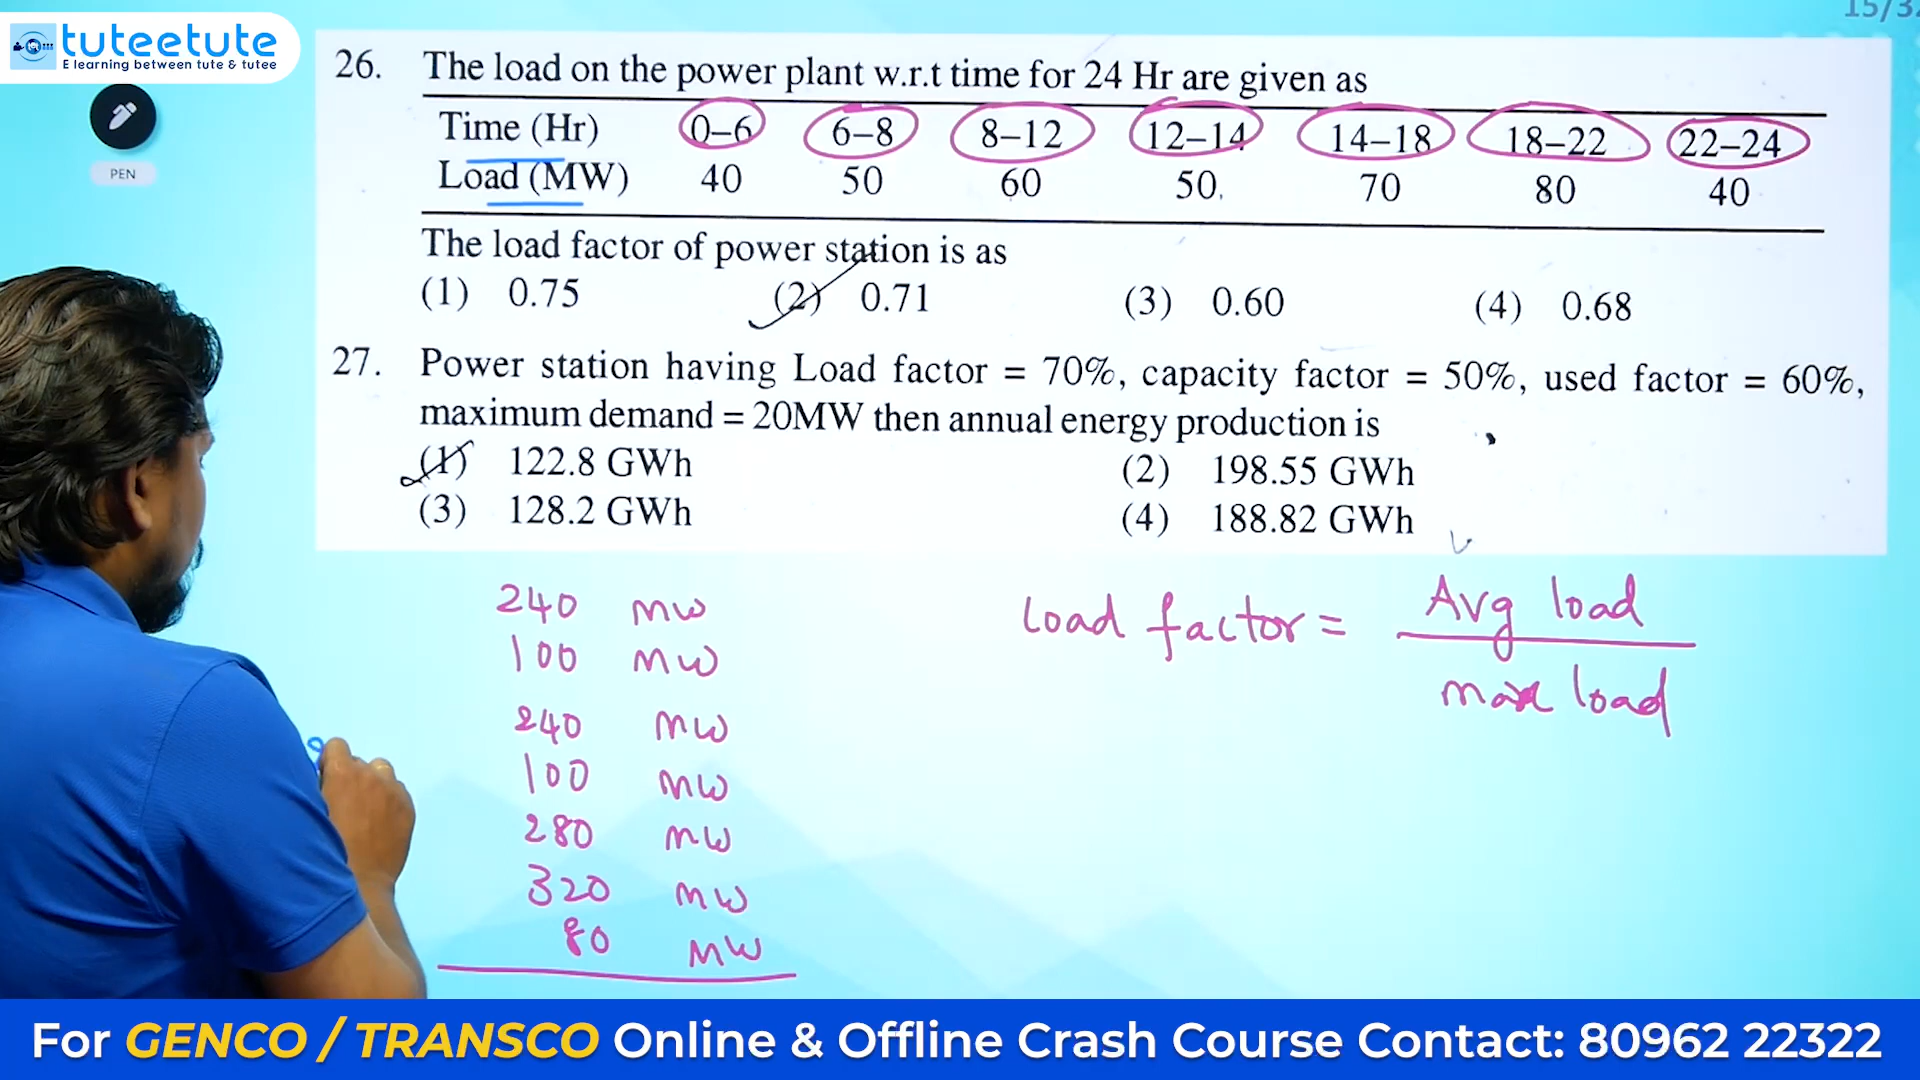 15/3
tuteetute
E learning between tute & tutee
PEN
26. The load on the power plant w.r.t time for 24 Hr are given as
Time (Hr) 0–6 6–8 8–12 12–14 14–18 18–22 22–24
Load (MW) 40 50 60 50 70 80 40
The load factor of power station is as
(1) 0.75 (2) 0.71 (3) 0.60 (4) 0.68
27. Power station having Load factor = 70%, capacity factor = 50%, used factor = 60%,
maximum demand = 20MW then annual energy production is
(1) 122.8 GWh (2) 198.55 GWh
(3) 128.2 GWh (4) 188.82 GWh
240 MW
100 MW
240 MW
100 MW
280 MW
320 MW
80 MW
Load factor = Avg load
max load
For GENCO / TRANSCO Online & Offline Crash Course Contact: 80962 22322